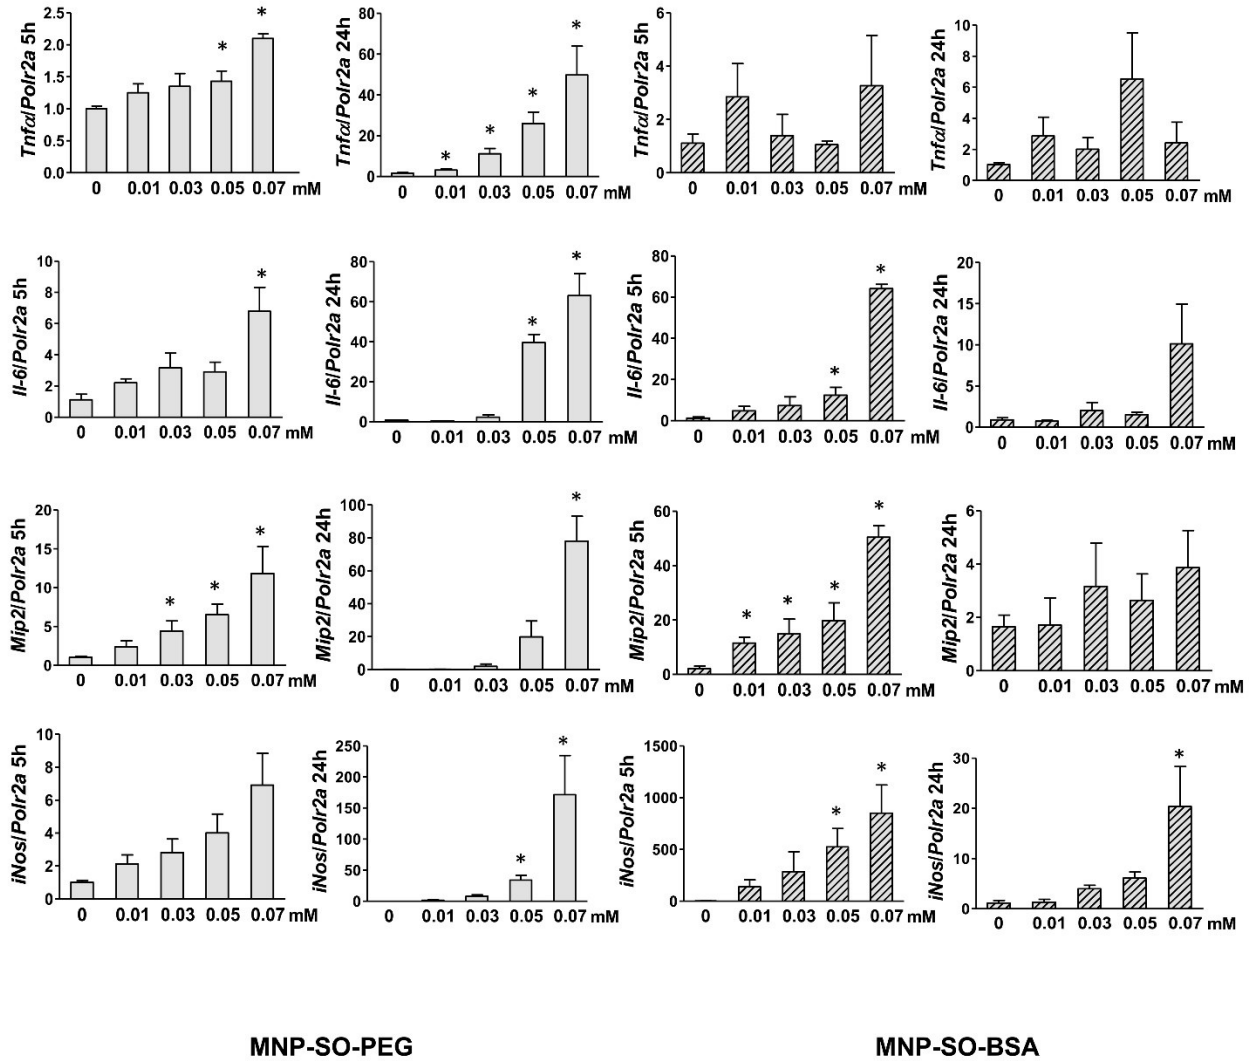 Tnfα/Polr2a 5h
2.5
2.0
1.5
1.0
0.5
0.0
* *
0 0.01 0.03 0.05 0.07 mM
Tnfα/Polr2a 24h
80
60
40
20
0
* * * *
0 0.01 0.03 0.05 0.07 mM
Tnfα/Polr2a 5h
6
4
2
0
0 0.01 0.03 0.05 0.07 mM
Tnfα/Polr2a 24h
10
8
6
4
2
0
0 0.01 0.03 0.05 0.07 mM
Il-6/Polr2a 5h
10
8
6
4
2
0
*
0 0.01 0.03 0.05 0.07 mM
Il-6/Polr2a 24h
80
60
40
20
0
* *
0 0.01 0.03 0.05 0.07 mM
Il-6/Polr2a 5h
80
60
40
20
0
* *
0 0.01 0.03 0.05 0.07 mM
Il-6/Polr2a 24h
20
15
10
5
0
0 0.01 0.03 0.05 0.07 mM
Mip2/Polr2a 5h
20
15
10
5
0
* * *
0 0.01 0.03 0.05 0.07 mM
Mip2/Polr2a 24h
100
80
60
40
20
0
*
0 0.01 0.03 0.05 0.07 mM
Mip2/Polr2a 5h
60
40
20
0
* * * *
0 0.01 0.03 0.05 0.07 mM
Mip2/Polr2a 24h
6
4
2
0
0 0.01 0.03 0.05 0.07 mM
iNos/Polr2a 5h
10
8
6
4
2
0
0 0.01 0.03 0.05 0.07 mM
iNos/Polr2a 24h
250
200
150
100
50
0
* *
0 0.01 0.03 0.05 0.07 mM
iNos/Polr2a 5h
1500
1000
500
0
* *
0 0.01 0.03 0.05 0.07 mM
iNos/Polr2a 24h
30
20
10
0
*
0 0.01 0.03 0.05 0.07 mM
MNP-SO-PEG
MNP-SO-BSA